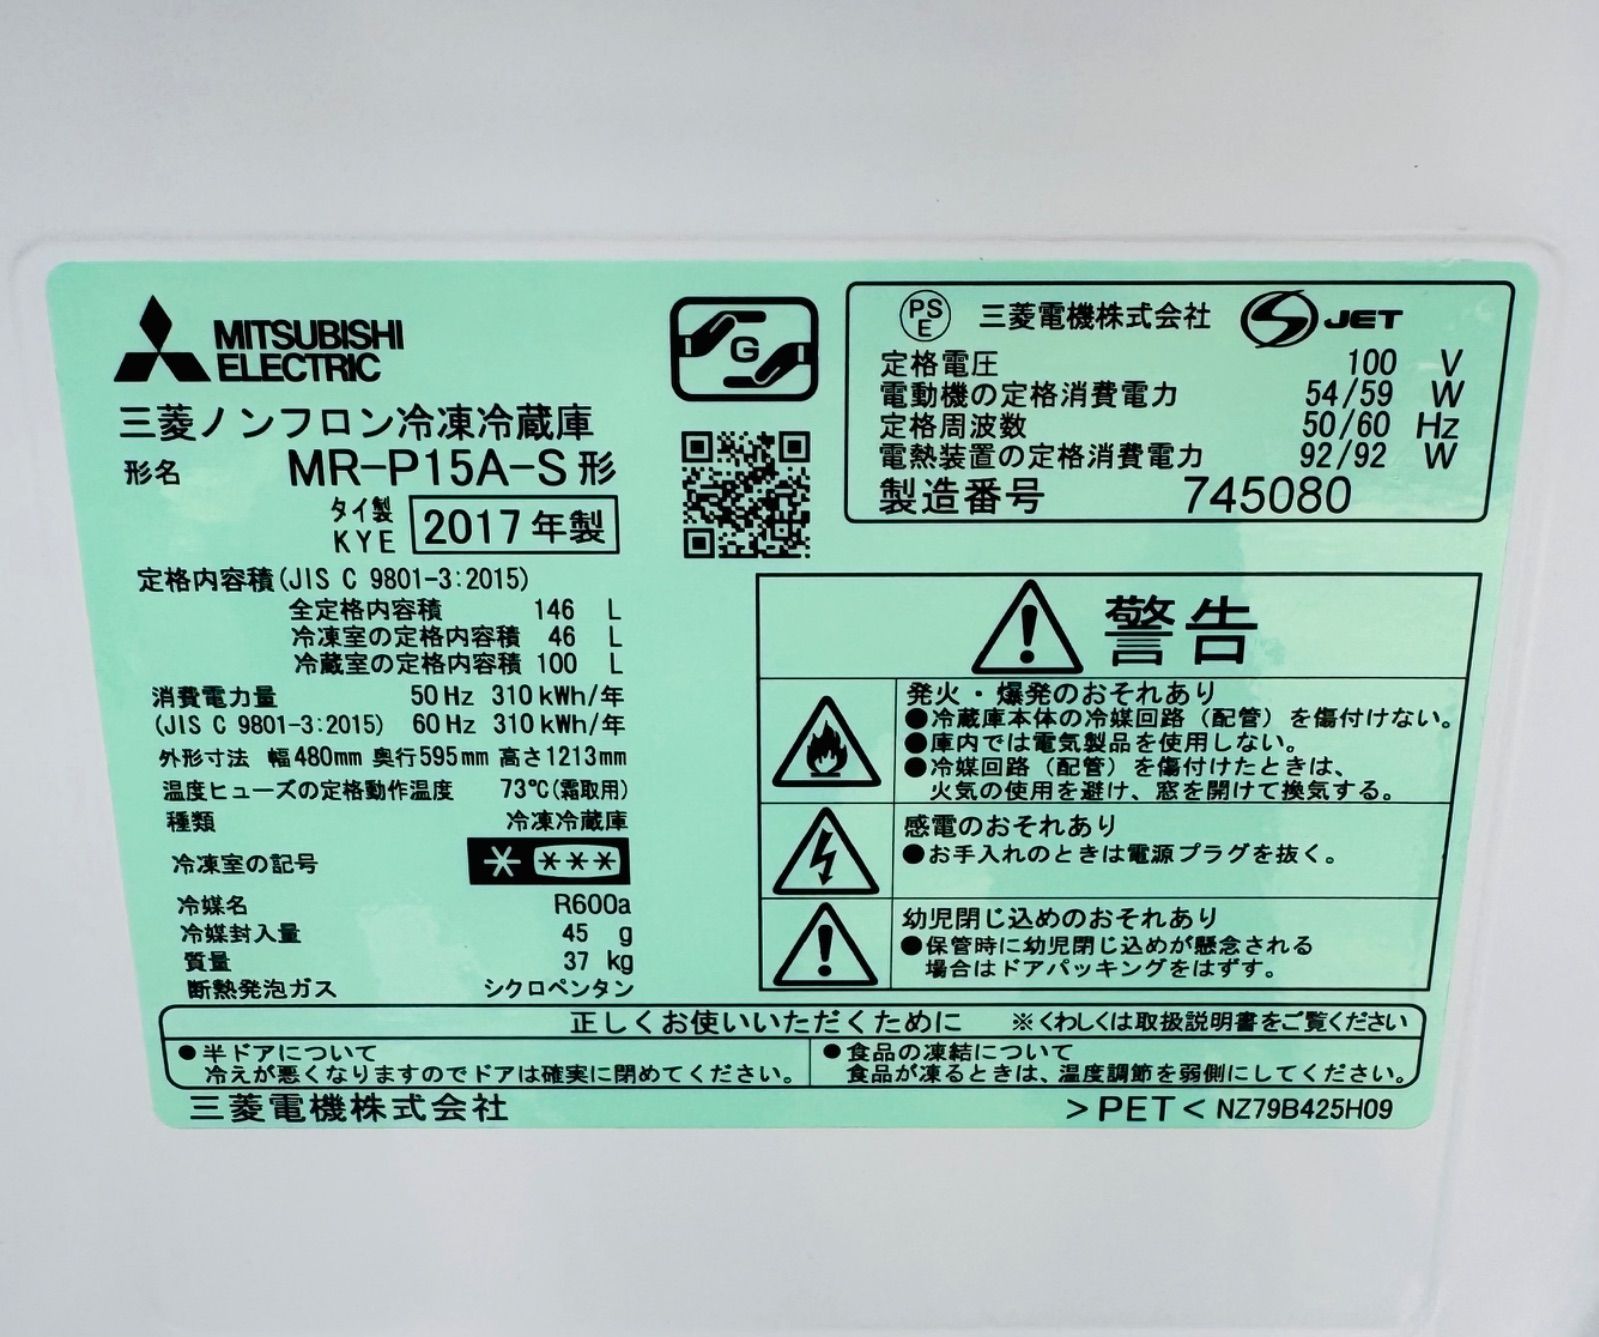 MITSUBISHI
ELECTRIC
三菱ノンフロン冷凍冷蔵庫
形名 MR-P15A-S 形
タイ製
KYE
2017年製
定格内容積(JIS C 9801-3:2015)
全定格内容積 146 L
冷凍室の定格内容積 46 L
冷蔵室の定格内容積 100 L
消費電力量 50Hz 310kWh/年
(JIS C 9801-3:2015) 60Hz 310kWh/年
外形寸法 幅480mm 奥行595mm 高さ1213mm
温度ヒューズの定格動作温度 73℃(霜取用)
種類 冷凍冷蔵庫
冷凍室の記号 * ***
冷媒名 R600a
冷媒封入量 45 g
質量 37 kg
断熱発泡ガス シクロペンタン
G
PS
E
三菱電機株式会社
S JET
定格電圧 100 V
電動機の定格消費電力 54/59 W
定格周波数 50/60 Hz
電熱装置の定格消費電力 92/92 W
製造番号 745080
警告
発火・爆発のおそれあり
●冷蔵庫本体の冷媒回路(配管)を傷付けない。
●庫内では電気製品を使用しない。
●冷媒回路(配管)を傷付けたときは、
火気の使用を避け、窓を開けて換気する。
感電のおそれあり
●お手入れのときは電源プラグを抜く。
幼児閉じ込めのおそれあり
●保管時に幼児閉じ込めが懸念される
場合はドアパッキングをはずす。
正しくお使いいただくために ※くわしくは取扱説明書をご覧ください
●半ドアについて
冷えが悪くなりますのでドアは確実に閉めてください。
●食品の凍結について
食品が凍るときは、温度調節を弱側にしてください。
三菱電機株式会社
>PET< NZ79B425H09